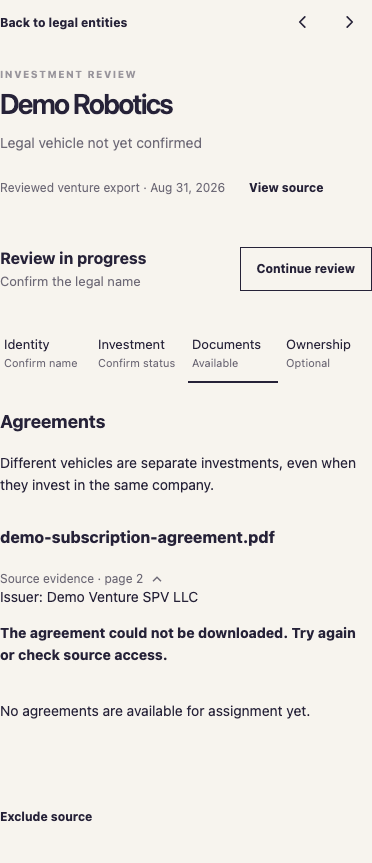 Back to legal entities
INVESTMENT REVIEW
Demo Robotics
Legal vehicle not yet confirmed
Reviewed venture export · Aug 31, 2026 View source
Review in progress
Confirm the legal name
Continue review
Identity Investment Documents Ownership
Confirm name Confirm status Available Optional
Agreements
Different vehicles are separate investments, even when
they invest in the same company.
demo-subscription-agreement.pdf
Source evidence · page 2
Issuer: Demo Venture SPV LLC
The agreement could not be downloaded. Try again
or check source access.
No agreements are available for assignment yet.
Exclude source